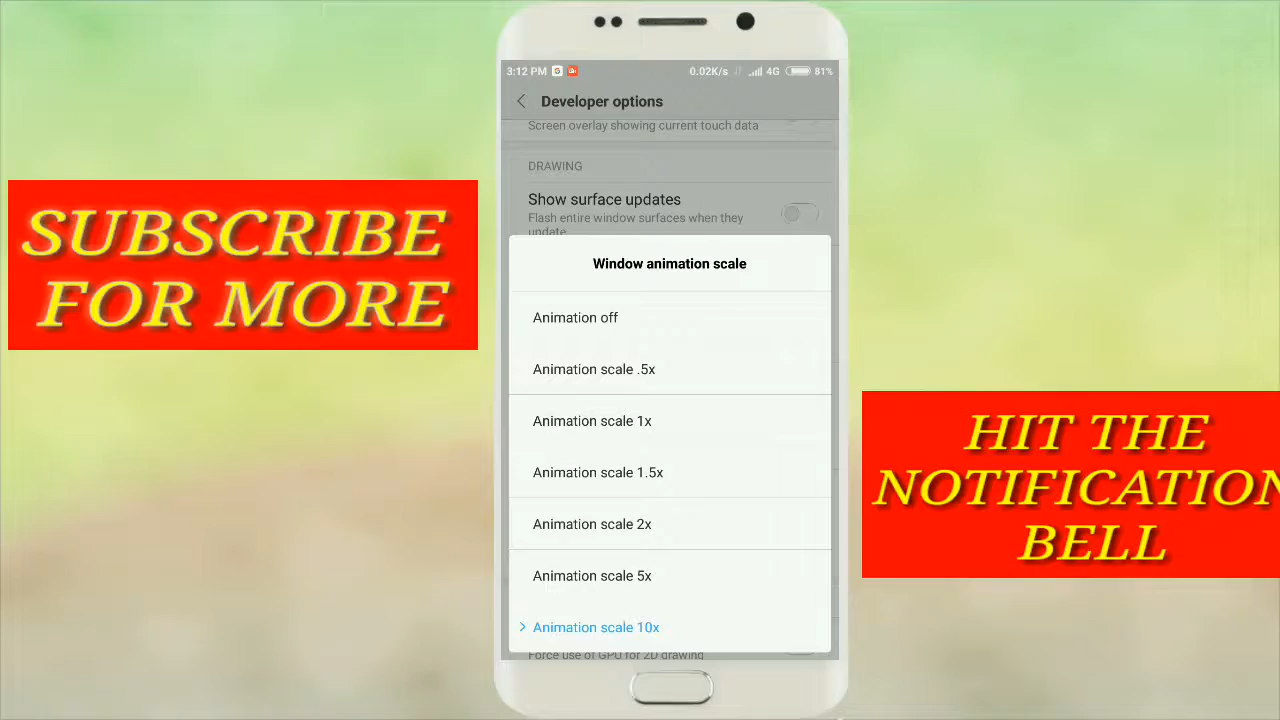 3:12 PM 0.02K/s 4G 81%
Developer options
Screen overlay showing current touch data
DRAWING
Show surface updates
Flash entire window surfaces when they
update.
Window animation scale
Animation off
Animation scale .5x
Animation scale 1x
Animation scale 1.5x
Animation scale 2x
Animation scale 5x
Animation scale 10x
Force use of GPU for 2D drawing
SUBSCRIBE
FOR MORE
HIT THE
NOTIFICATION
BELL